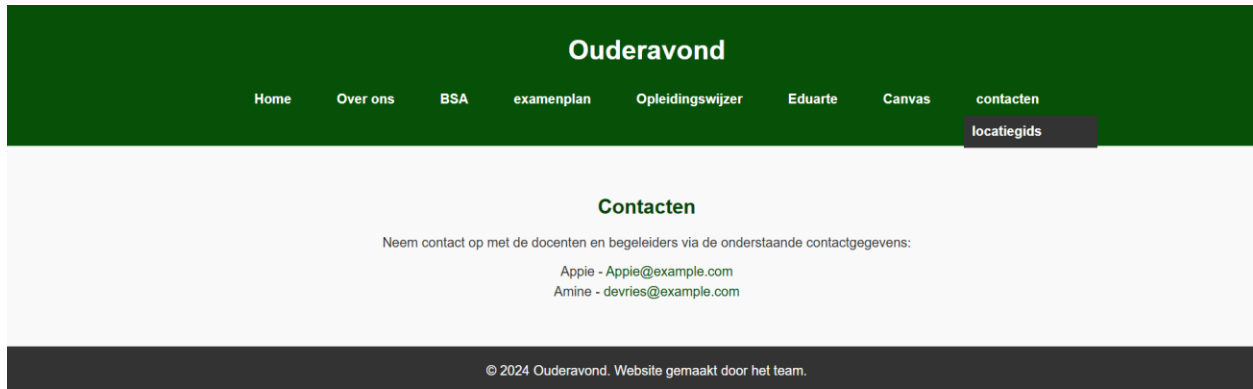 Ouderavond
Home Over ons BSA examenplan Opleidingswijzer Eduarte Canvas contacten
locatiegids
Contacten
Neem contact op met de docenten en begeleiders via de onderstaande contactgegevens:
Appie - Appie@example.com
Amine - devries@example.com
© 2024 Ouderavond. Website gemaakt door het team.